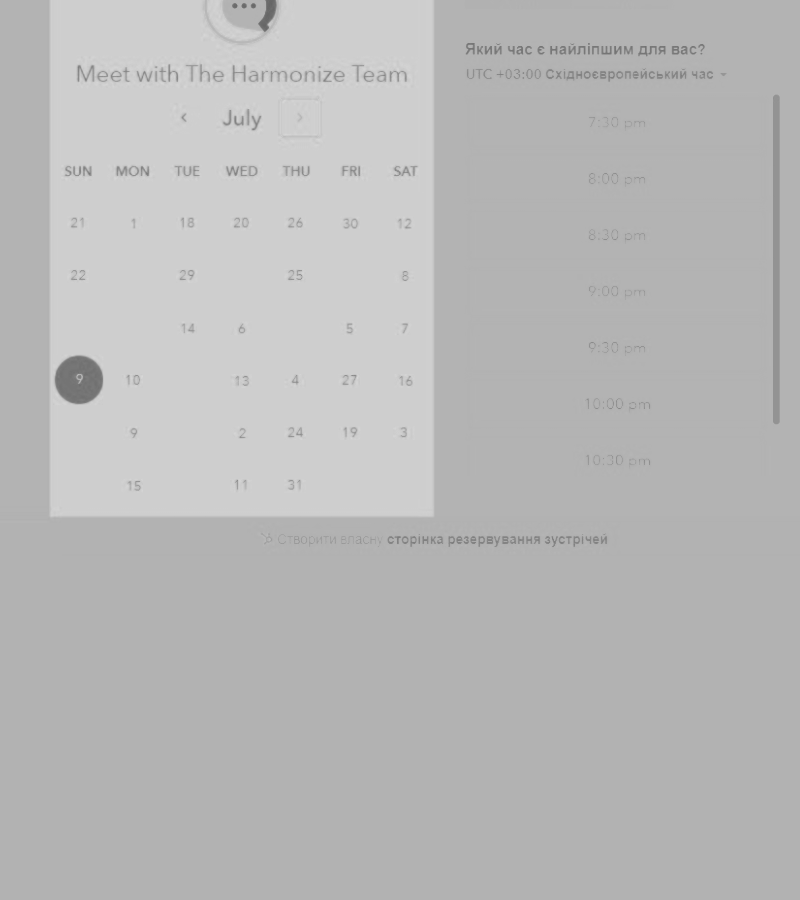 Meet with The Harmonize Team
July
SUN MON TUE WED THU FRI SAT
21 1 18 20 26 30 12
22 29 25 8
14 6 5 7
9 10 13 4 27 16
9 2 24 19 3
15 11 31
Який час є найліпшим для вас?
UTC +03:00 Східноєвропейський час
7:30 pm
8:00 pm
8:30 pm
9:00 pm
9:30 pm
10:00 pm
10:30 pm
Створити власну сторінка резервування зустрічей